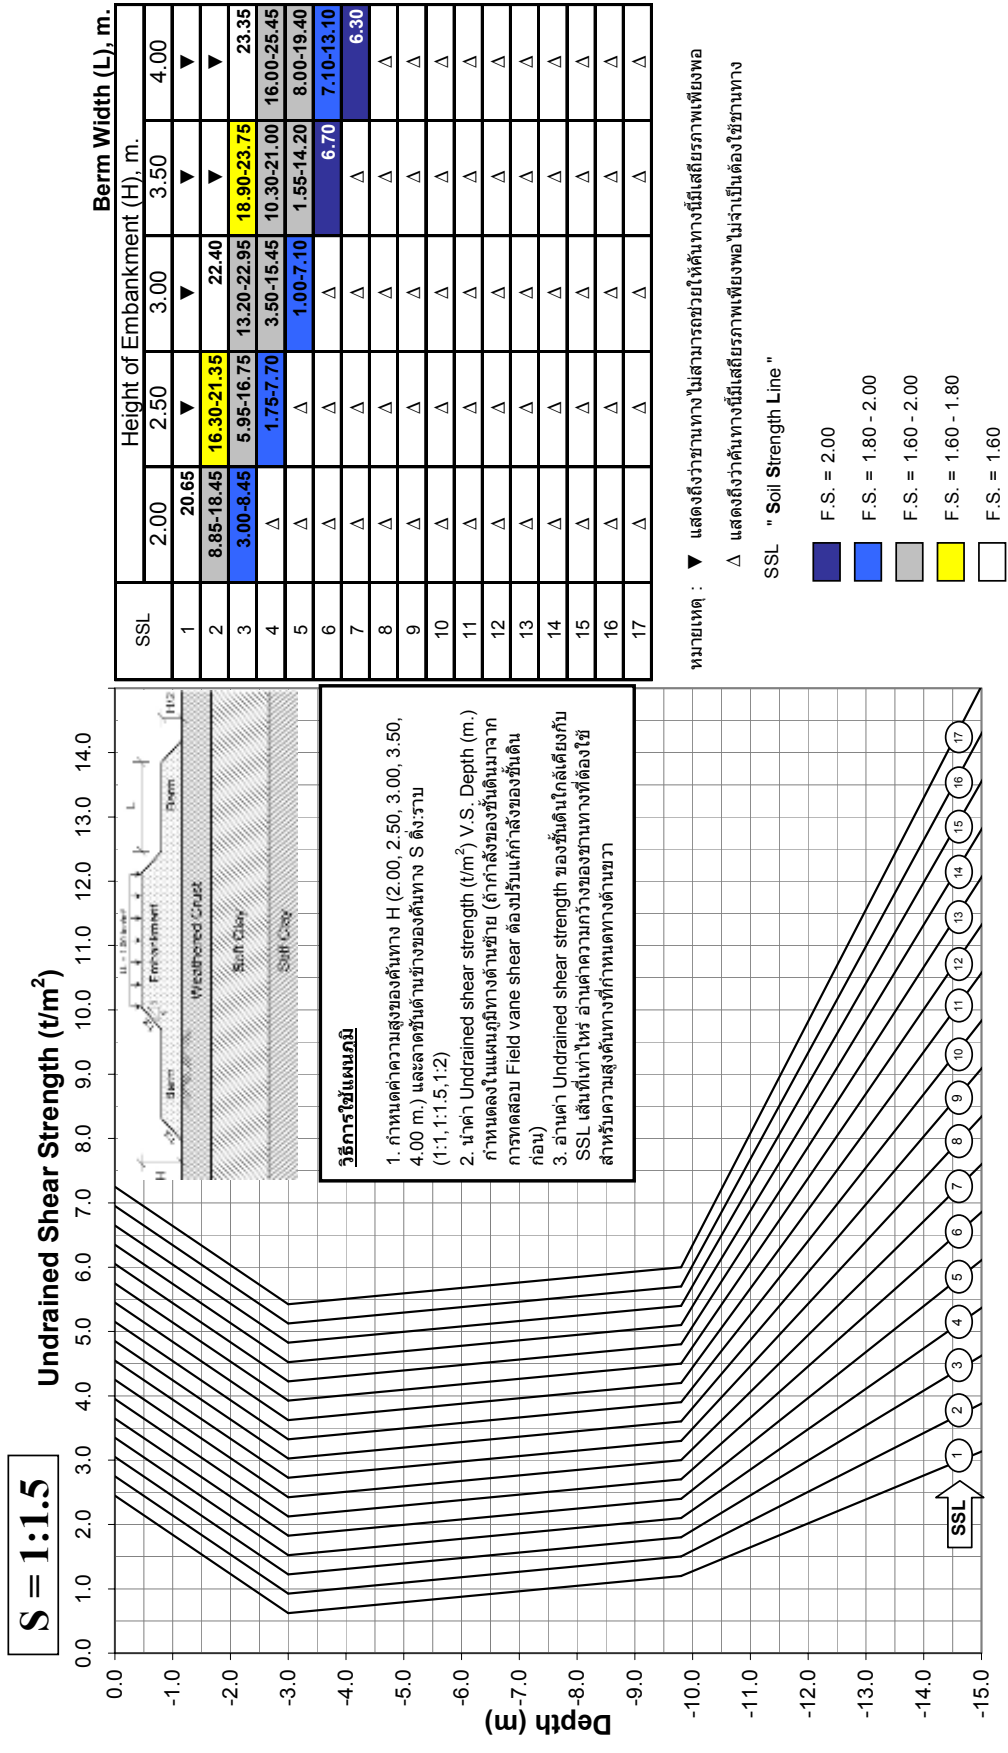 S = 1:1.5
Undrained Shear Strength (t/m²)
0.0 1.0 2.0 3.0 4.0 5.0 6.0 7.0 8.0 9.0 10.0 11.0 12.0 13.0 14.0
Depth (m)
0.0
-1.0
-2.0
-3.0
-4.0
-5.0
-6.0
-7.0
-8.0
-9.0
-10.0
-11.0
-12.0
-13.0
-14.0
-15.0
SSL
1 2 3 4 5 6 7 8 9 10 11 12 13 14 15 16 17
H
Embankment
Berm
L
H/2
Weathered Crust
Soft Clay
Stiff Clay
วิธีการใช้แผนภูมิ
1. กำหนดค่าความสูงของคันทาง H (2.00, 2.50, 3.00, 3.50,
4.00 m.) และลาดชันด้านข้างของคันทาง S ดิ่ง:ราบ
(1:1,1:1.5,1:2)
2. นำค่า Undrained shear strength (t/m²) V.S. Depth (m.)
กำหนดลงในแผนภูมิทางด้านซ้าย (ถ้ากำลังของชั้นดินมาจาก
การทดสอบ Field vane shear ต้องปรับแก้กำลังของชั้นดิน
ก่อน)
3. อ่านค่า Undrained shear strength ของชั้นดินใกล้เคียงกับ
SSL เส้นที่เท่าไหร่ อ่านค่าความกว้างของชานทางที่ต้องใช้
สำหรับความสูงคันทางที่กำหนดทางด้านขวา
Berm Width (L), m.
SSL Height of Embankment (H), m.
2.00 2.50 3.00 3.50 4.00
1 20.65 ▼ ▼ ▼ ▼
2 8.85-18.45 16.30-21.35 22.40 ▼ ▼
3 3.00-8.45 5.95-16.75 13.20-22.95 18.90-23.75 23.35
4 △ 1.75-7.70 3.50-15.45 10.30-21.00 16.00-25.45
5 △ △ 1.00-7.10 1.55-14.20 8.00-19.40
6 △ △ △ 6.70 7.10-13.10
7 △ △ △ △ 6.30
8 △ △ △ △ △
9 △ △ △ △ △
10 △ △ △ △ △
11 △ △ △ △ △
12 △ △ △ △ △
13 △ △ △ △ △
14 △ △ △ △ △
15 △ △ △ △ △
16 △ △ △ △ △
17 △ △ △ △ △
หมายเหตุ : ▼ แสดงถึงว่าชานทางไม่สามารถช่วยให้คันทางนี้มีเสถียรภาพเพียงพอ
△ แสดงถึงว่าคันทางนี้มีเสถียรภาพเพียงพอไม่จำเป็นต้องใช้ชานทาง
SSL " Soil Strength Line "
F.S. = 2.00
F.S. = 1.80 - 2.00
F.S. = 1.60 - 2.00
F.S. = 1.60 - 1.80
F.S. = 1.60